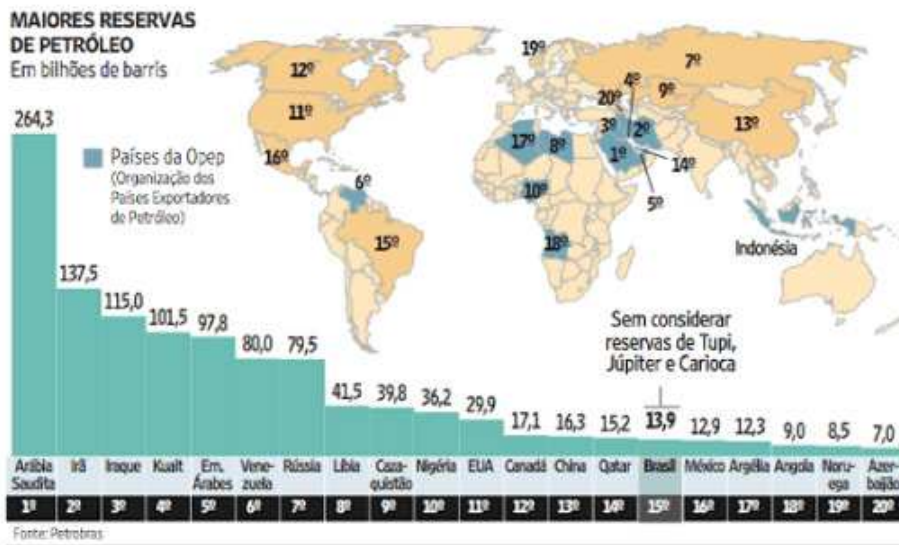 MAIORES RESERVAS
DE PETRÓLEO
Em bilhões de barris
Países da Opep
(Organização dos
Países Exportadores
de Petróleo)
19º
12º
7º
11º
4º
9º
20º
3º
2º
13º
16º
17º
8º
1º
14º
6º
10º
5º
15º
18º
Indonésia
Sem considerar
reservas de Tupi,
Júpiter e Carioca
264,3
137,5
115,0
101,5
97,8
80,0
79,5
41,5
39,8
36,2
29,9
17,1
16,3
15,2
13,9
12,9
12,3
9,0
8,5
7,0
Arábia
Saudita
Irã
Iraque
Kuait
Em.
Árabes
Vene-
zuela
Rússia
Líbia
Caza-
quistão
Nigéria
EUA
Canadá
China
Qatar
Brasil
México
Argélia
Angola
Noru-
ega
Azer-
baijão
1º 2º 3º 4º 5º 6º 7º 8º 9º 10º 11º 12º 13º 14º 15º 16º 17º 18º 19º 20º
Fonte: Petrobras